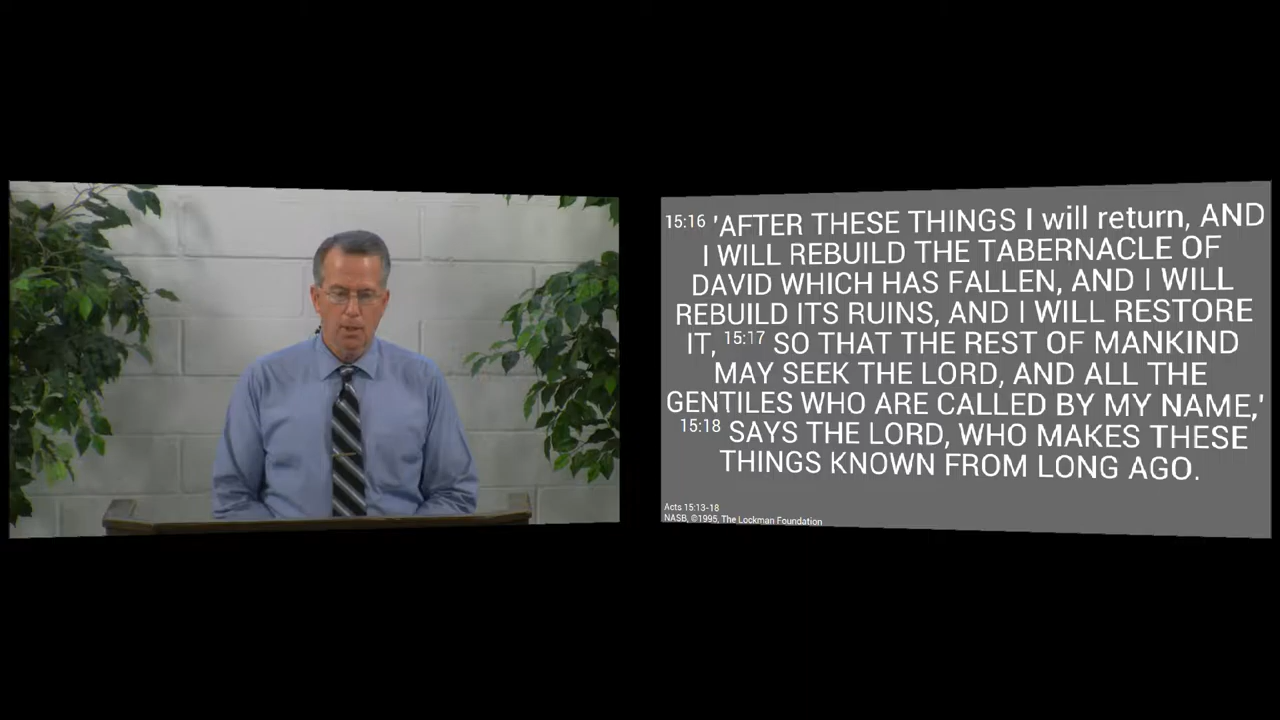 15:16 'AFTER THESE THINGS I will return, AND
I WILL REBUILD THE TABERNACLE OF
DAVID WHICH HAS FALLEN, AND I WILL
REBUILD ITS RUINS, AND I WILL RESTORE
IT, 15:17 SO THAT THE REST OF MANKIND
MAY SEEK THE LORD, AND ALL THE
GENTILES WHO ARE CALLED BY MY NAME,'
15:18 SAYS THE LORD, WHO MAKES THESE
THINGS KNOWN FROM LONG AGO.
Acts 15:13-18
NASB, ©1995, The Lockman Foundation